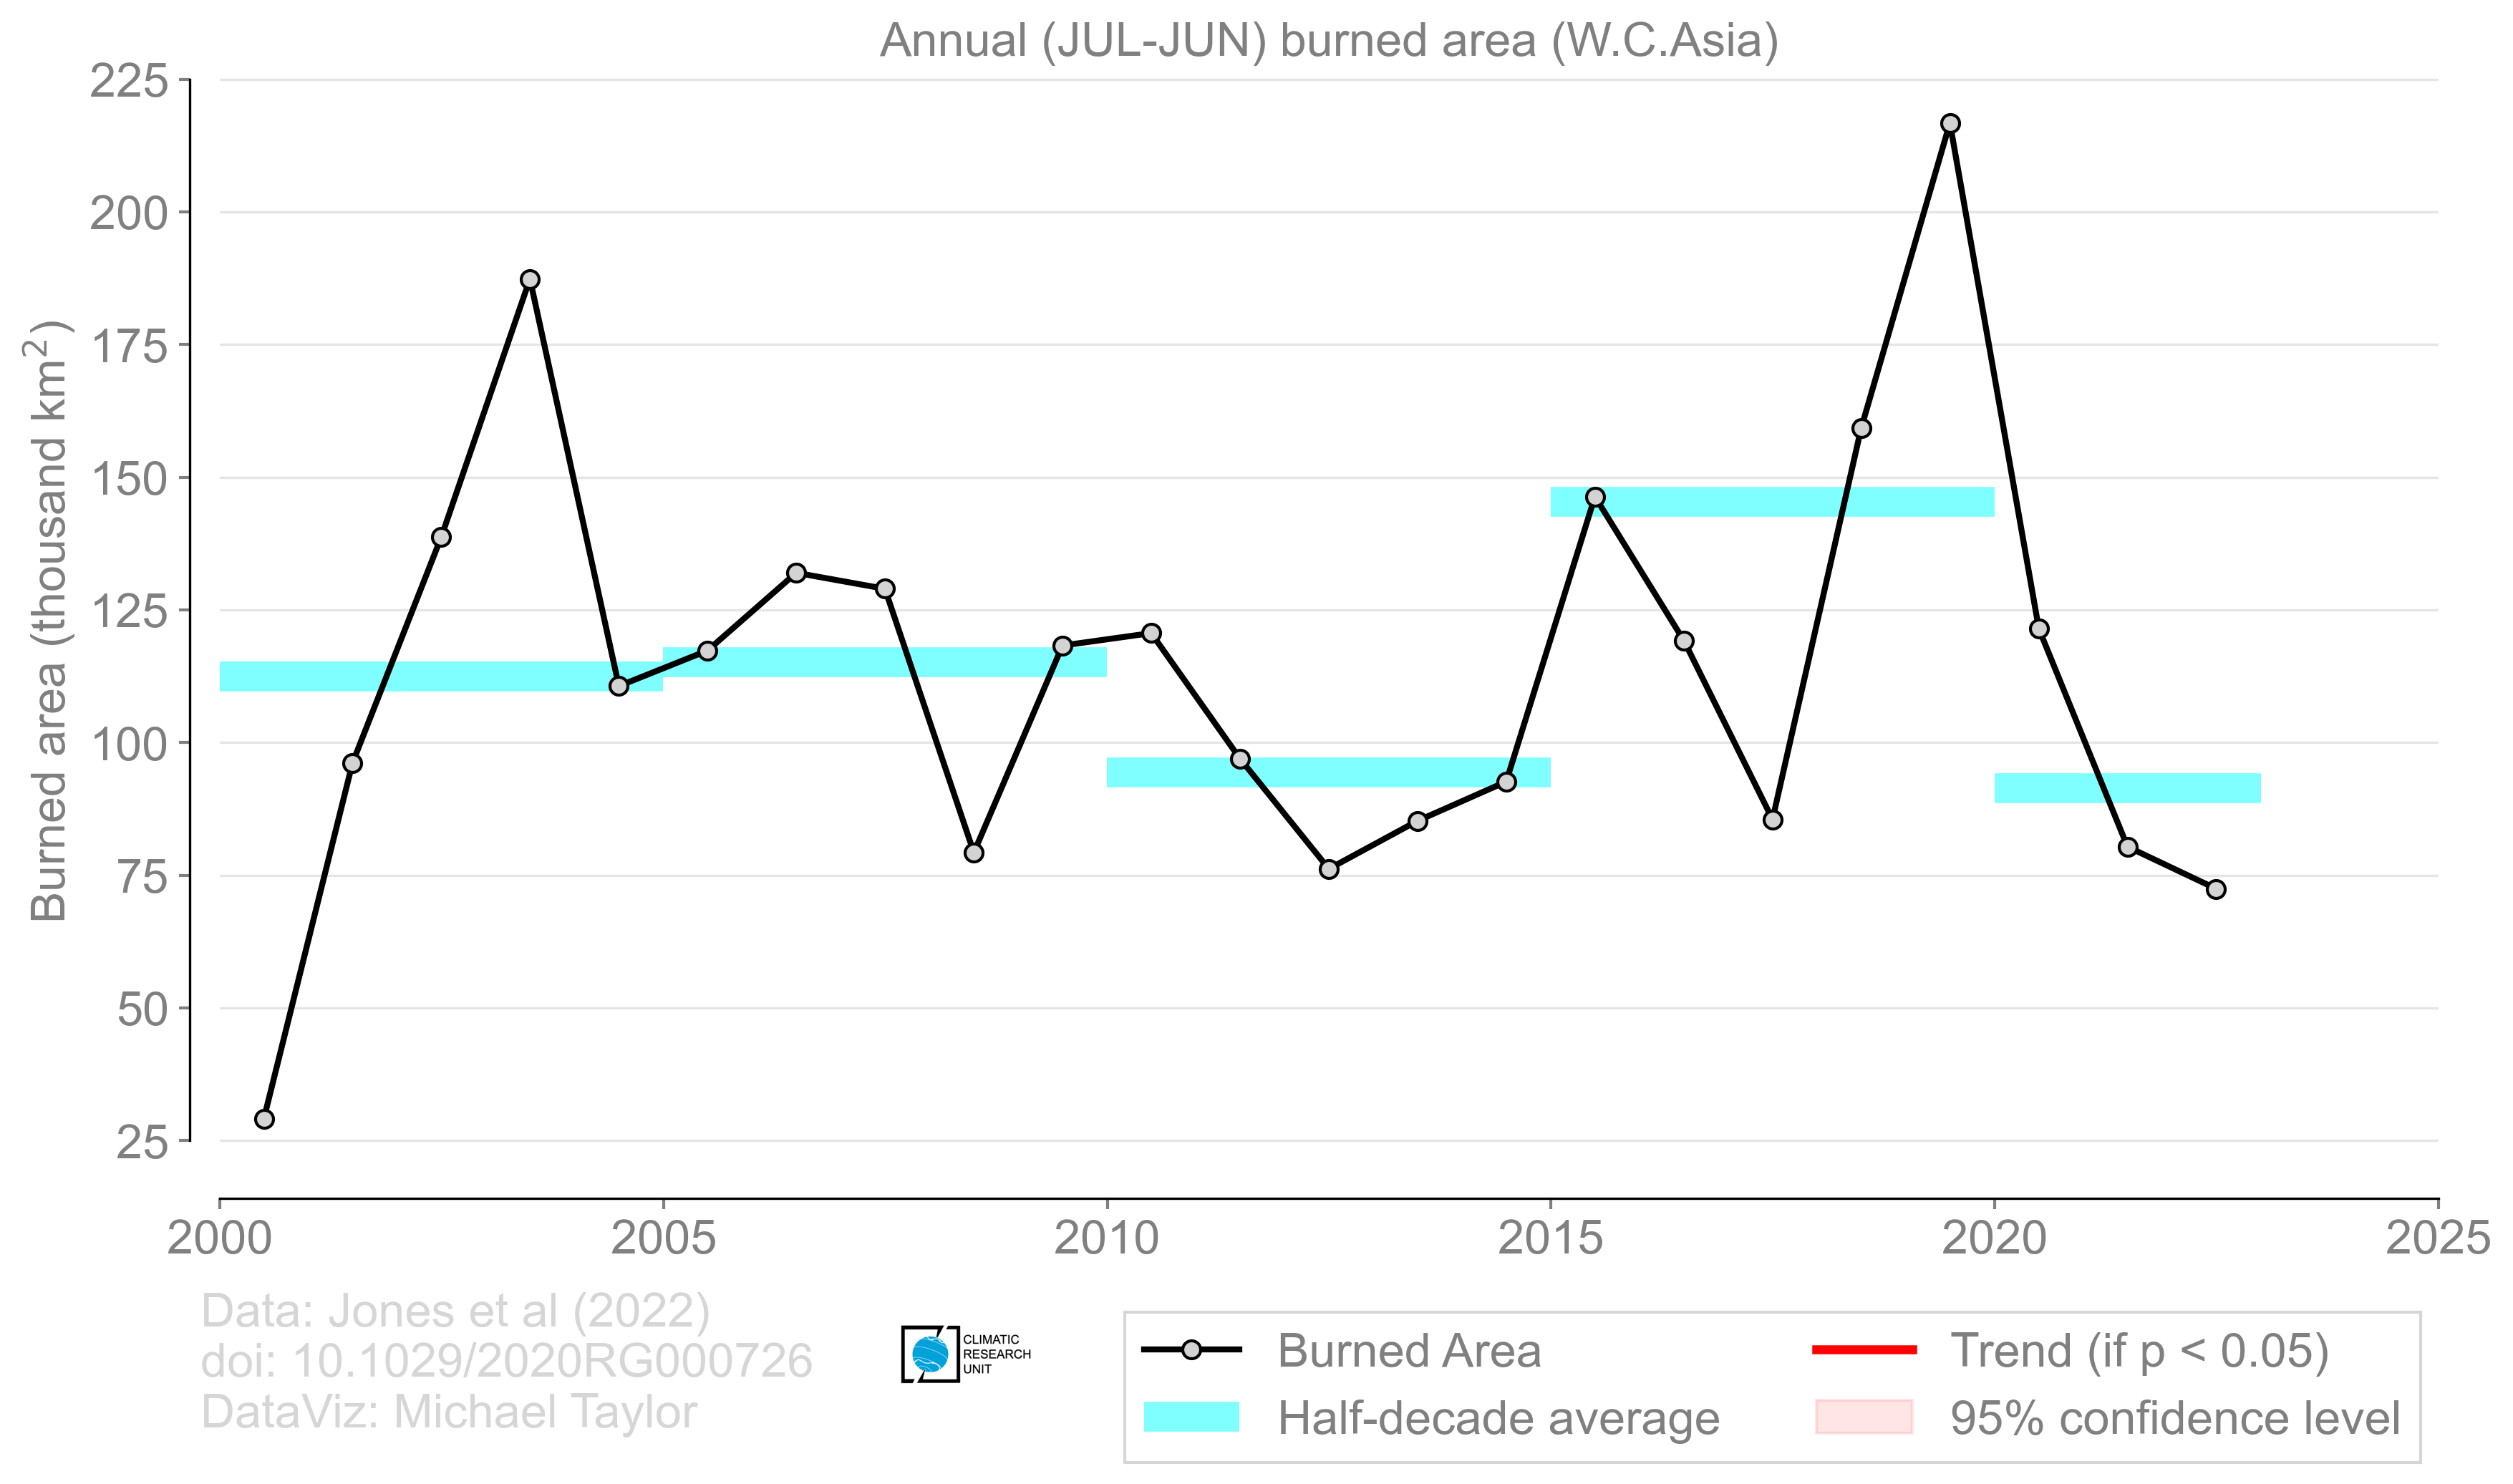 Annual (JUL-JUN) burned area (W.C.Asia)
Burned area (thousand km²)
225
200
175
150
125
100
75
50
25
2000
2005
2010
2015
2020
2025
Data: Jones et al (2022)
doi: 10.1029/2020RG000726
DataViz: Michael Taylor
CLIMATIC
RESEARCH
UNIT
Burned Area
Half-decade average
Trend (if p < 0.05)
95% confidence level